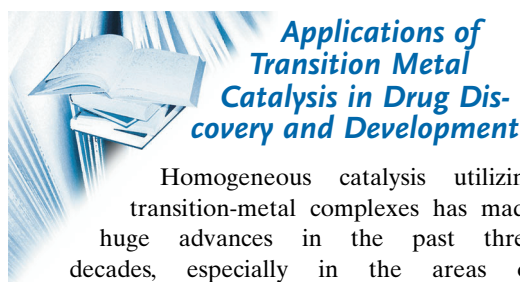 Applications of
Transition Metal
Catalysis in Drug Dis-
covery and Development
Homogeneous catalysis utilizin
transition-metal complexes has mad
huge advances in the past thre
decades, especially in the areas o